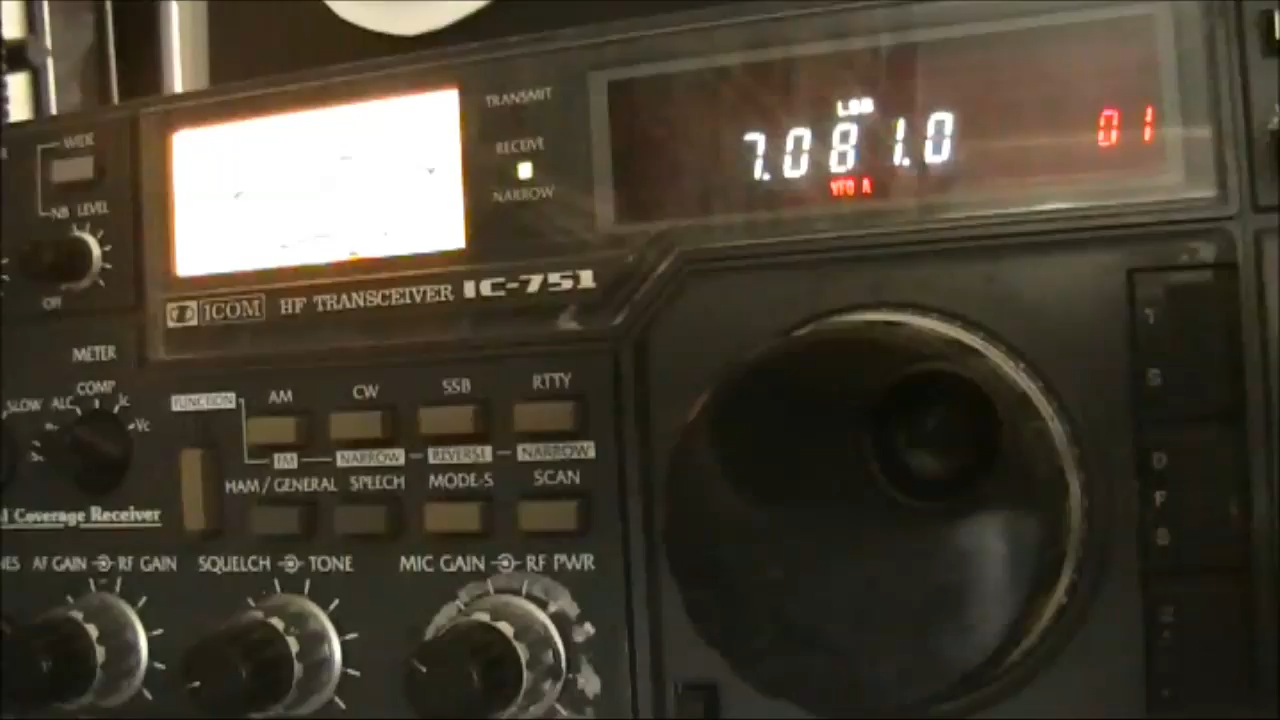 TRANSMIT
LSB
WIDE
RECEIVE
7.081.0
01
NARROW
VFO A
NB LEVEL
OFF
ICOM HF TRANSCEIVER IC-751
METER
COMP
SLOW ALC Ic
Vc
FUNCTION AM CW SSB RTTY
FM NARROW REVERSE NARROW
HAM/GENERAL SPEECH MODE-S SCAN
Coverage Receiver
AF GAIN RF GAIN SQUELCH TONE MIC GAIN RF PWR
T
S
D
F
S